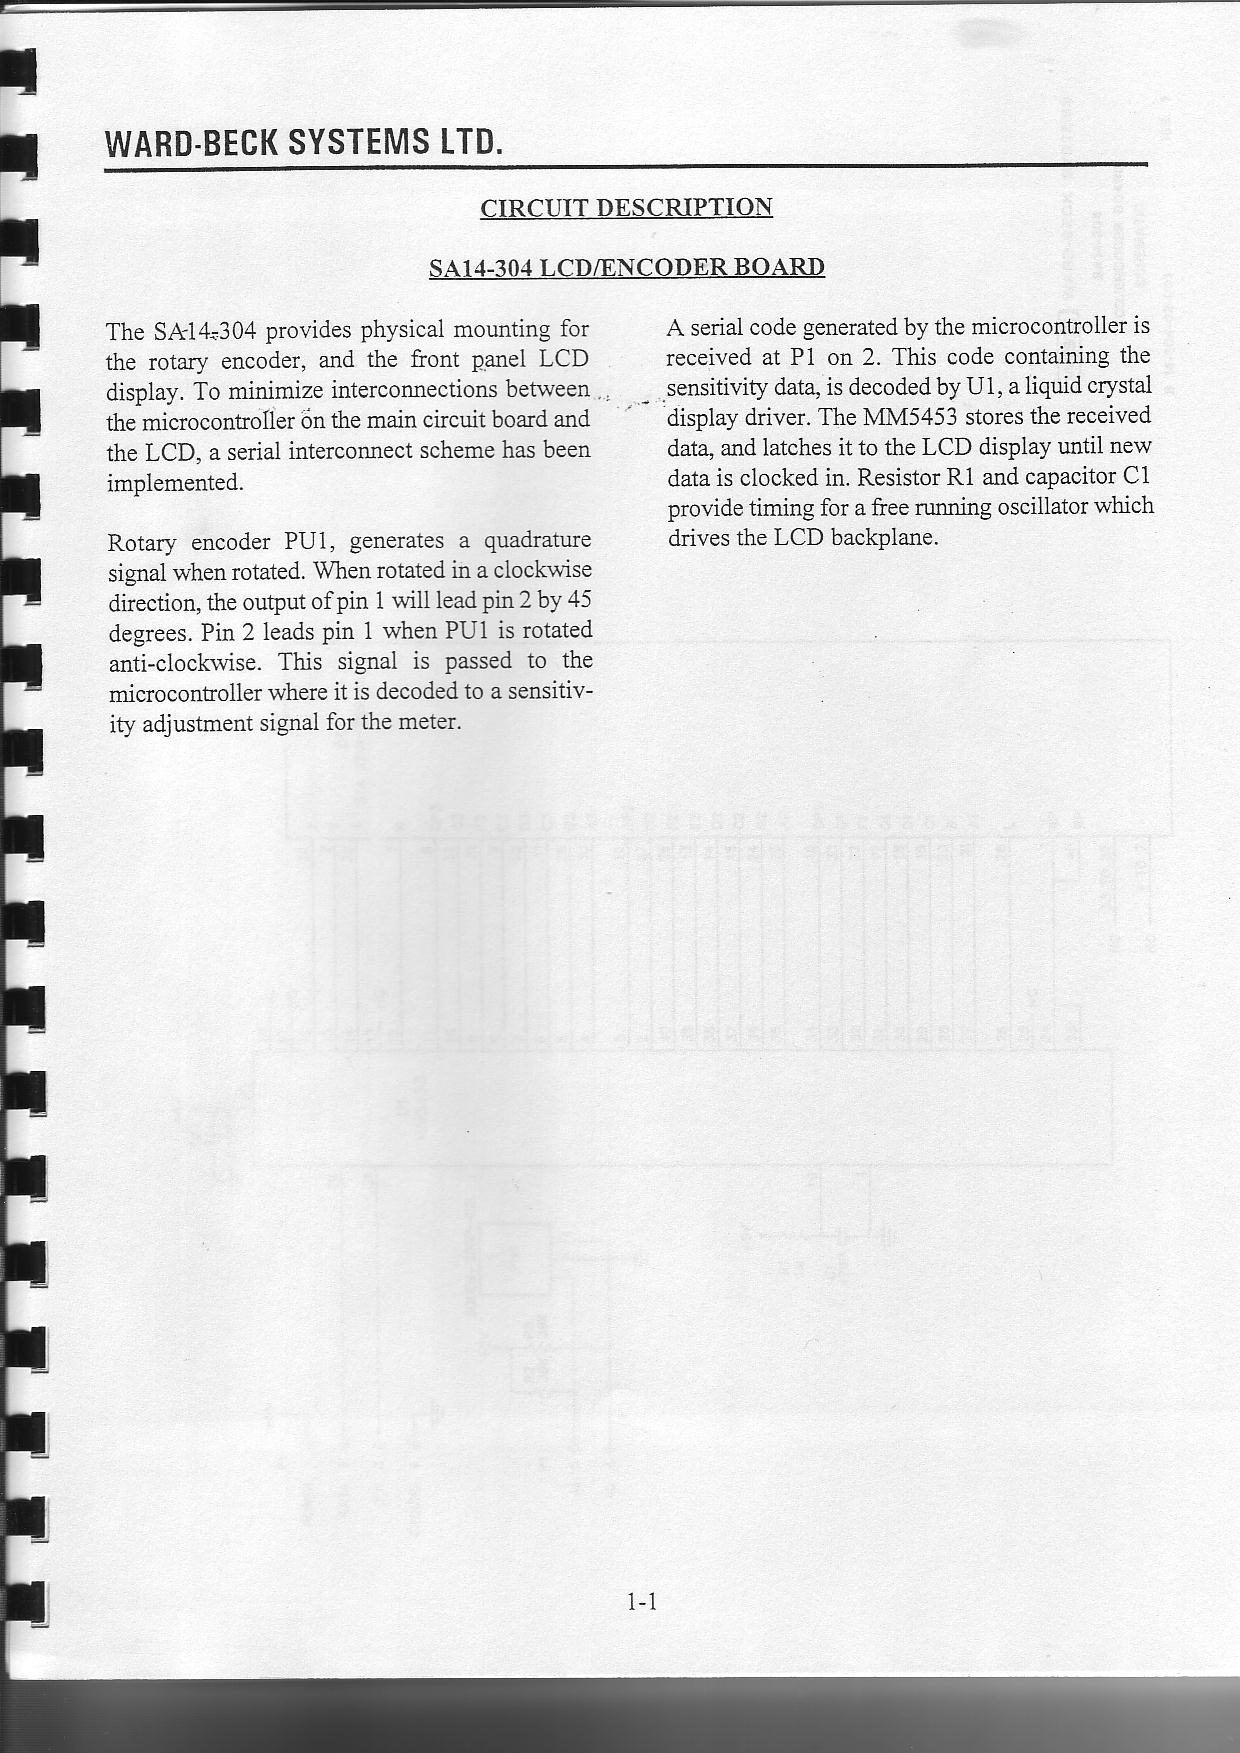 WARD-BECK SYSTEMS LTD.
CIRCUIT DESCRIPTION
SA14-304 LCD/ENCODER BOARD
The SA14-304 provides physical mounting for
the rotary encoder, and the front panel LCD
display. To minimize interconnections between
the microcontroller on the main circuit board and
the LCD, a serial interconnect scheme has been
implemented.
Rotary encoder PU1, generates a quadrature
signal when rotated. When rotated in a clockwise
direction, the output of pin 1 will lead pin 2 by 45
degrees. Pin 2 leads pin 1 when PU1 is rotated
anti-clockwise. This signal is passed to the
microcontroller where it is decoded to a sensitiv-
ity adjustment signal for the meter.
A serial code generated by the microcontroller is
received at P1 on 2. This code containing the
sensitivity data, is decoded by U1, a liquid crystal
display driver. The MM5453 stores the received
data, and latches it to the LCD display until new
data is clocked in. Resistor R1 and capacitor C1
provide timing for a free running oscillator which
drives the LCD backplane.
1-1